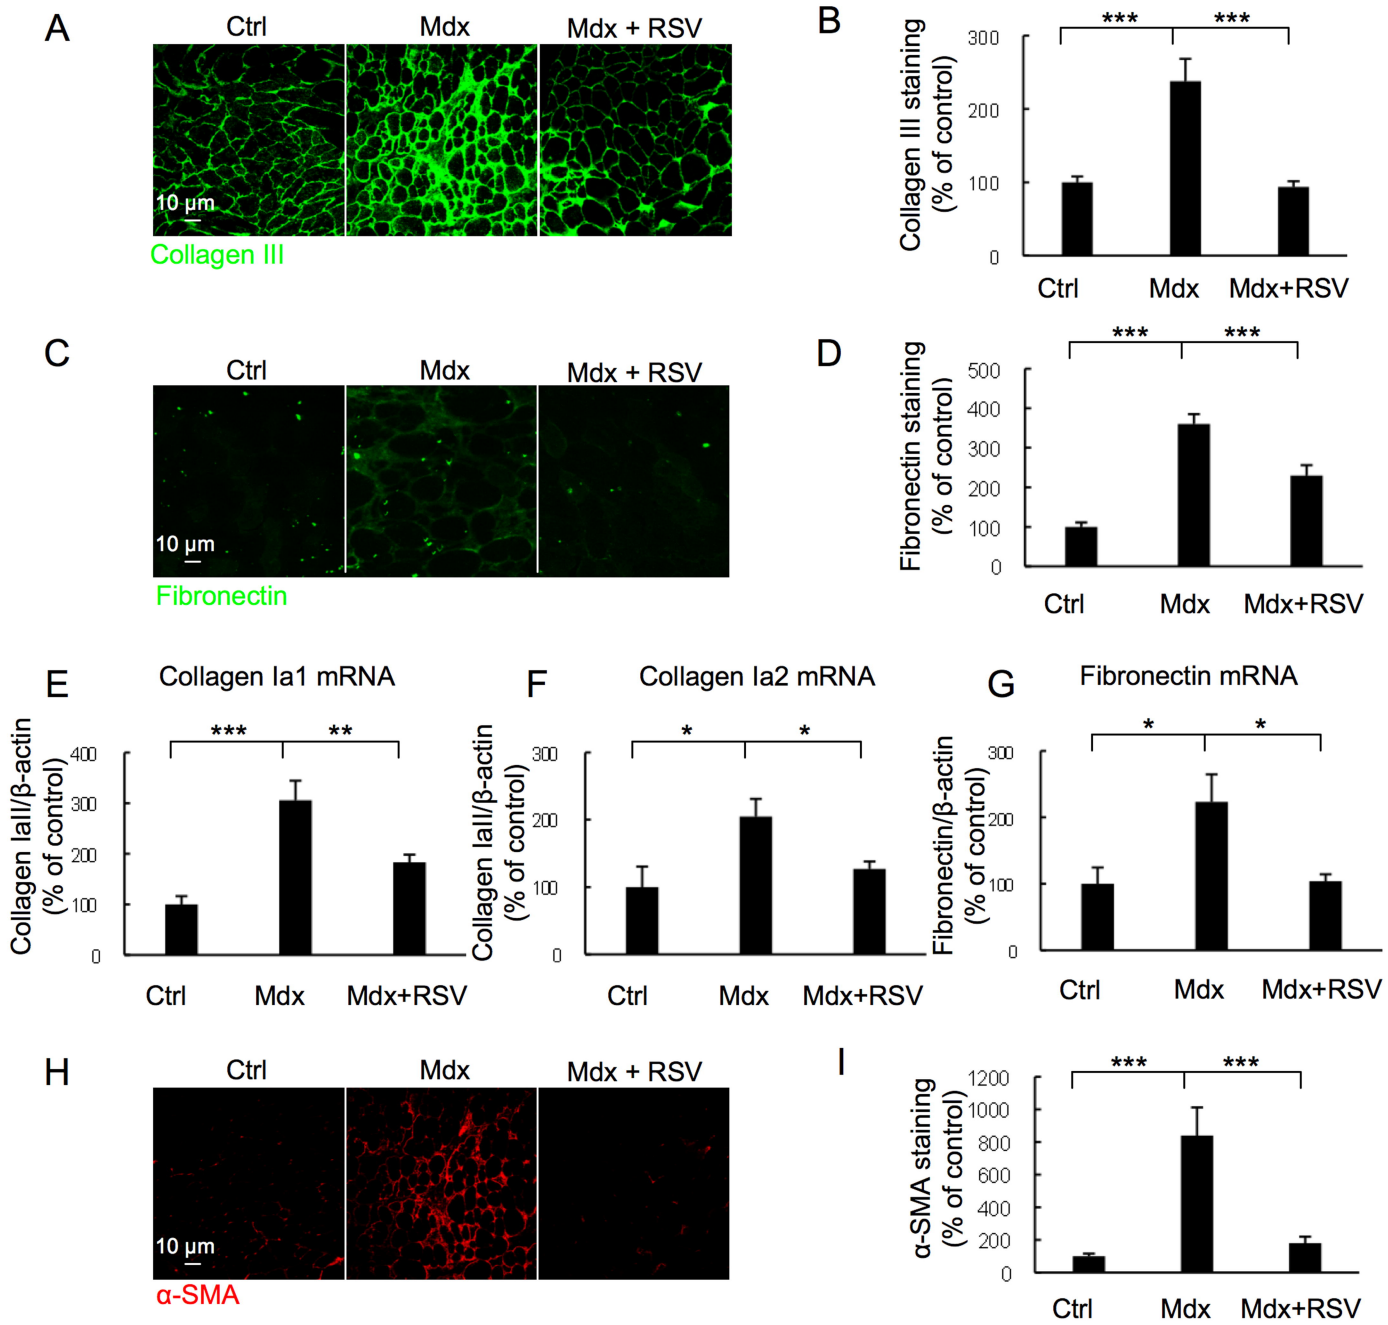 A
Ctrl
Mdx
Mdx + RSV
10 µm
Collagen III
B
***
***
Collagen III staining
(% of control)
300
200
100
0
Ctrl
Mdx
Mdx+RSV
C
Ctrl
Mdx
Mdx + RSV
10 µm
Fibronectin
D
***
***
Fibronectin staining
(% of control)
500
400
300
200
100
0
Ctrl
Mdx
Mdx+RSV
E
Collagen Ia1 mRNA
***
**
Collagen IaII/β-actin
(% of control)
400
300
200
100
0
Ctrl
Mdx
Mdx+RSV
F
Collagen Ia2 mRNA
*
*
Collagen IaII/β-actin
(% of control)
300
200
100
0
Ctrl
Mdx
Mdx+RSV
G
Fibronectin mRNA
*
*
Fibronectin/β-actin
(% of control)
300
200
100
0
Ctrl
Mdx
Mdx+RSV
H
Ctrl
Mdx
Mdx + RSV
10 µm
α-SMA
I
***
***
α-SMA staining
(% of control)
1200
1000
800
600
400
200
0
Ctrl
Mdx
Mdx+RSV